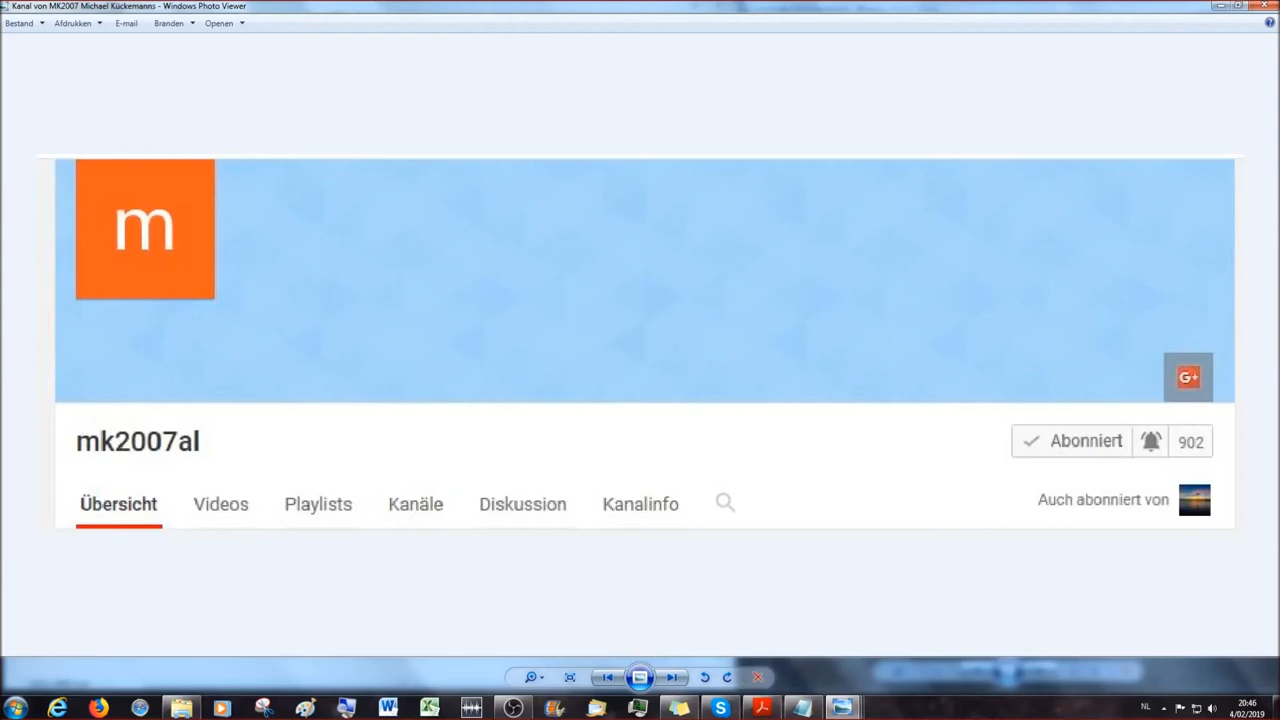 Kanal von MK2007 Michael Kückemanns - Windows Photo Viewer
Bestand Afdrukken E-mail Branden Openen
m
G+
mk2007al
Abonniert 902
Übersicht Videos Playlists Kanäle Diskussion Kanalinfo
Auch abonniert von
NL
20:46
4/02/2019